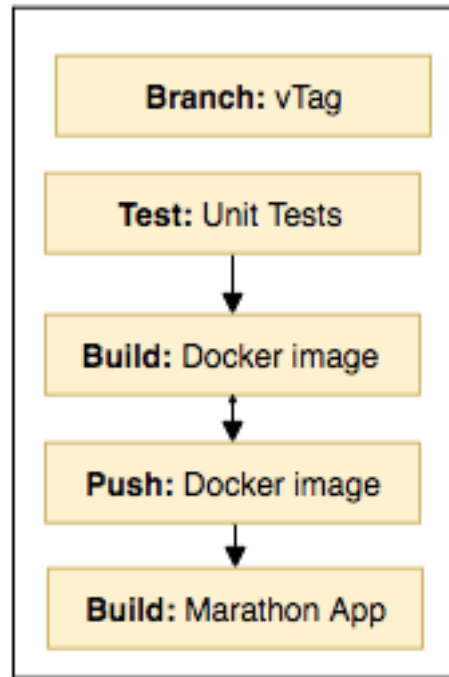 Branch: vTag
Test: Unit Tests
Build: Docker image
Push: Docker image
Build: Marathon App